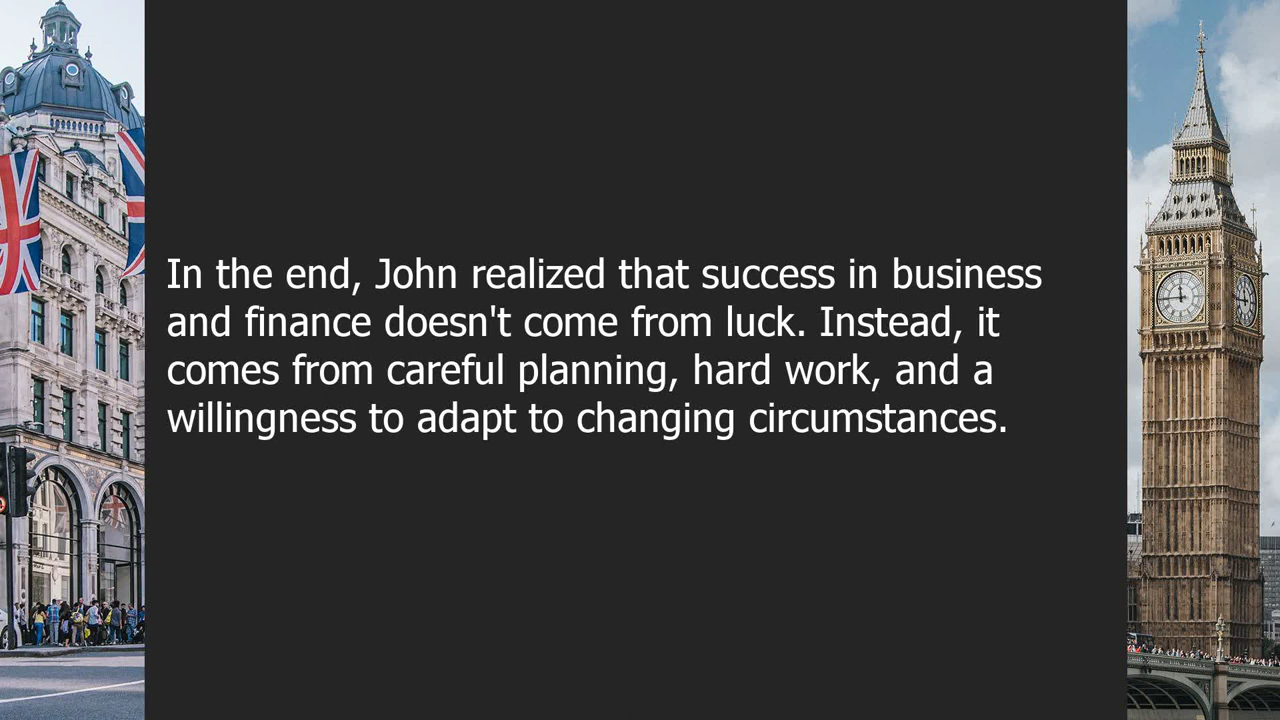 In the end, John realized that success in business
and finance doesn't come from luck. Instead, it
comes from careful planning, hard work, and a
willingness to adapt to changing circumstances.